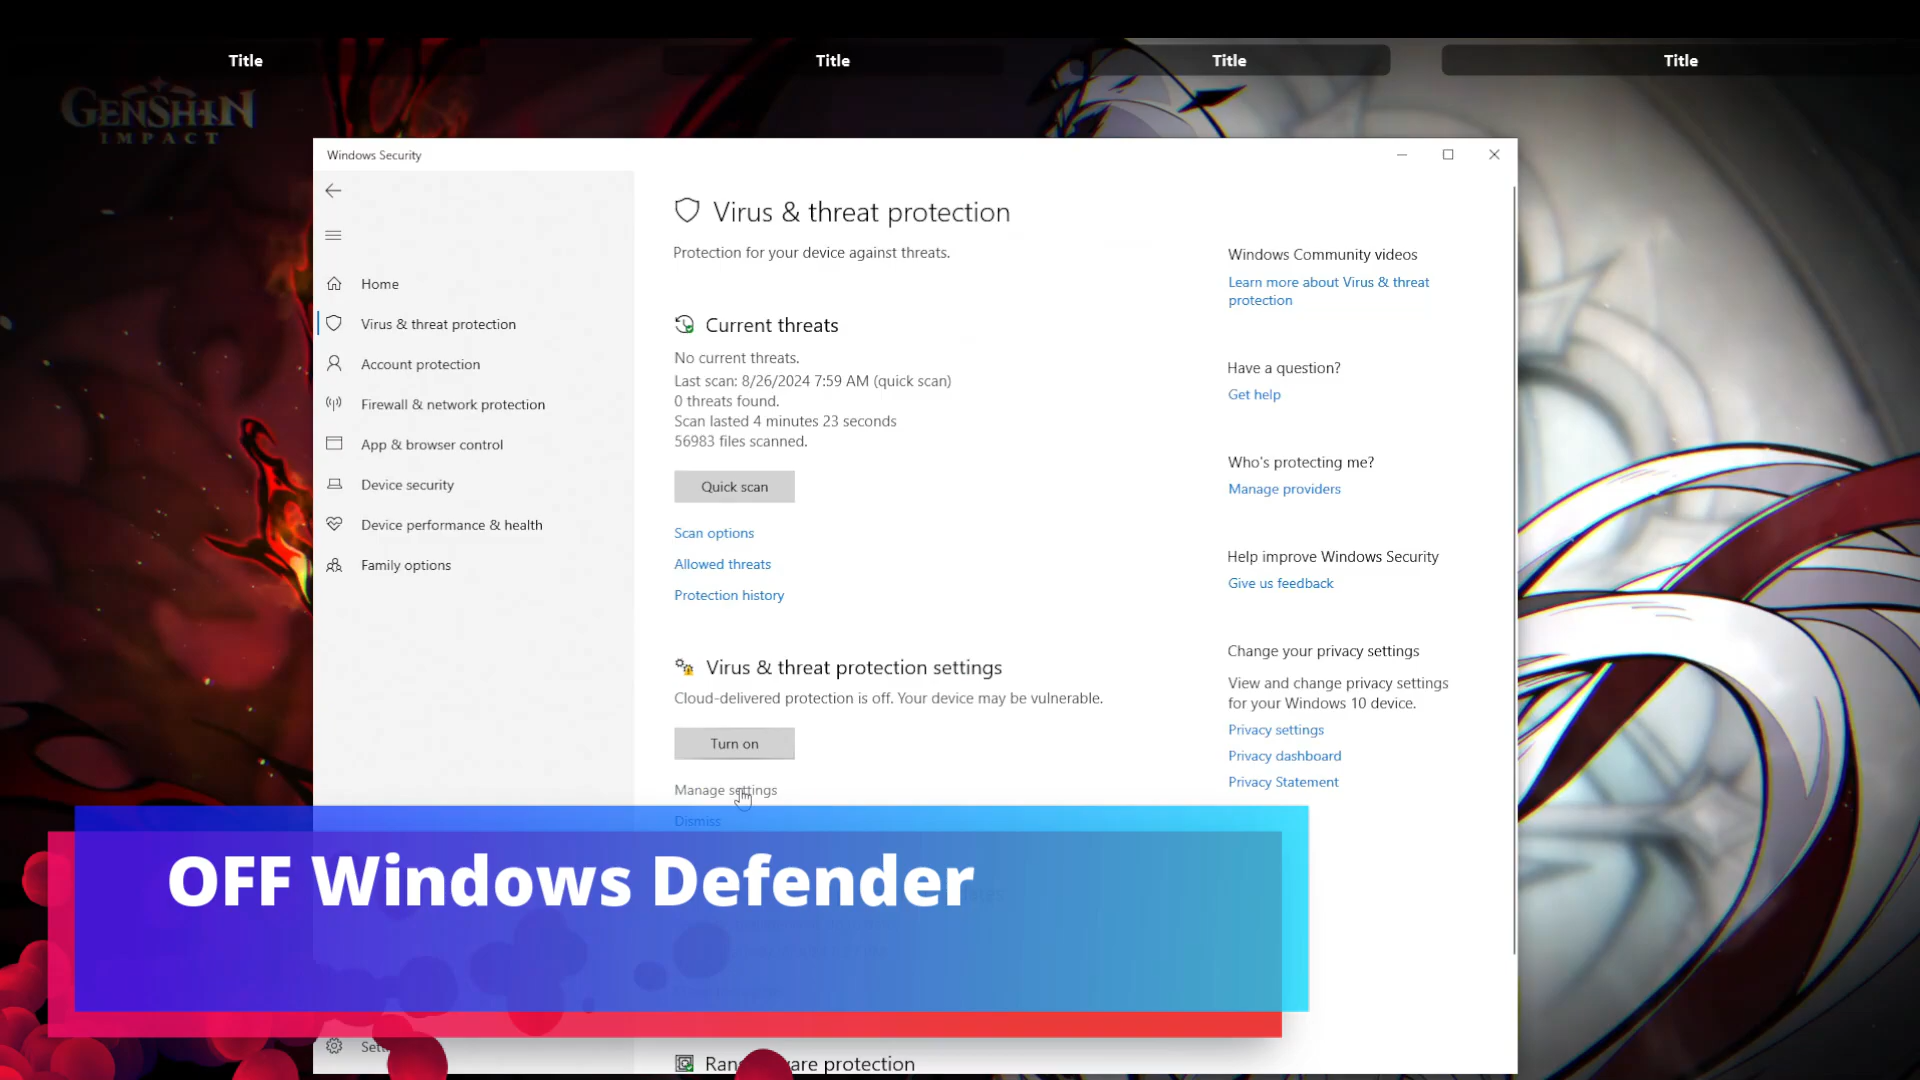 Title
Title
Title
Title
GENSHIN
IMPACT
Windows Security
Home
Virus & threat protection
Account protection
Firewall & network protection
App & browser control
Device security
Device performance & health
Family options
Virus & threat protection
Protection for your device against threats.
Current threats
No current threats.
Last scan: 8/26/2024 7:59 AM (quick scan)
0 threats found.
Scan lasted 4 minutes 23 seconds
56983 files scanned.
Quick scan
Scan options
Allowed threats
Protection history
Virus & threat protection settings
Cloud-delivered protection is off. Your device may be vulnerable.
Turn on
Manage settings
Dismiss
Windows Community videos
Learn more about Virus & threat
protection
Have a question?
Get help
Who's protecting me?
Manage providers
Help improve Windows Security
Give us feedback
Change your privacy settings
View and change privacy settings
for your Windows 10 device.
Privacy settings
Privacy dashboard
Privacy Statement
OFF Windows Defender
protection